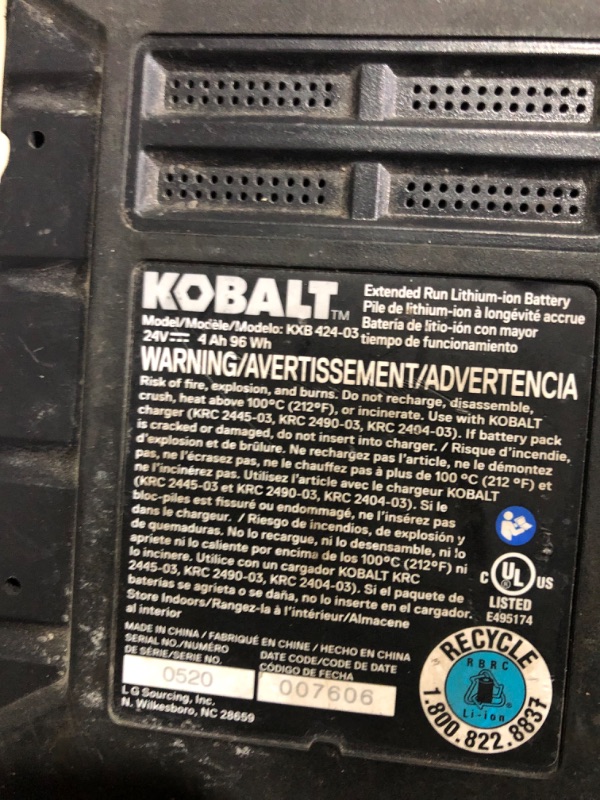 KOBALT™
Extended Run Lithium-ion Battery
Pile de lithium-ion à longévité accrue
Batería de litio-ión con mayor
tiempo de funcionamiento
Model/Modèle/Modelo: KXB 424-03
24V⎓ 4 Ah 96 Wh
WARNING/AVERTISSEMENT/ADVERTENCIA
Risk of fire, explosion, and burns. Do not recharge, disassemble,
crush, heat above 100°C (212°F), or incinerate. Use with KOBALT
charger (KRC 2445-03, KRC 2490-03, KRC 2404-03). If battery pack
is cracked or damaged, do not insert into charger. / Risque d'incendie,
d'explosion et de brûlure. Ne rechargez pas l'article, ne le démontez
pas, ne l'écrasez pas, ne le chauffez pas à plus de 100 °C (212 °F) et
ne l'incinérez pas. Utilisez l'article avec le chargeur KOBALT
(KRC 2445-03 et KRC 2490-03, KRC 2404-03). Si le
bloc-piles est fissuré ou endommagé, ne l'insérez pas
dans le chargeur. / Riesgo de incendios, de explosión y
de quemaduras. No lo recargue, ni lo desensamble, ni lo
apriete ni lo caliente por encima de los 100°C (212°F) ni
lo incinere. Utilice con un cargador KOBALT KRC
2445-03, KRC 2490-03, KRC 2404-03). Si el paquete de
baterías se agrieta o se daña, no lo inserte en el cargador.
Store Indoors/Rangez-la à l'intérieur/Almacene
al interior
C UL US
LISTED
E495174
MADE IN CHINA / FABRIQUÉ EN CHINE / HECHO EN CHINA
SERIAL NO./NUMÉRO
DE SÉRIE/SERIE NO.
DATE CODE/CODE DE DATE
CÓDIGO DE FECHA
0520
007606
L G Sourcing, Inc.
N. Wilkesboro, NC 28659
RECYCLE
RBRC
Li-ion
1.800.822.8837